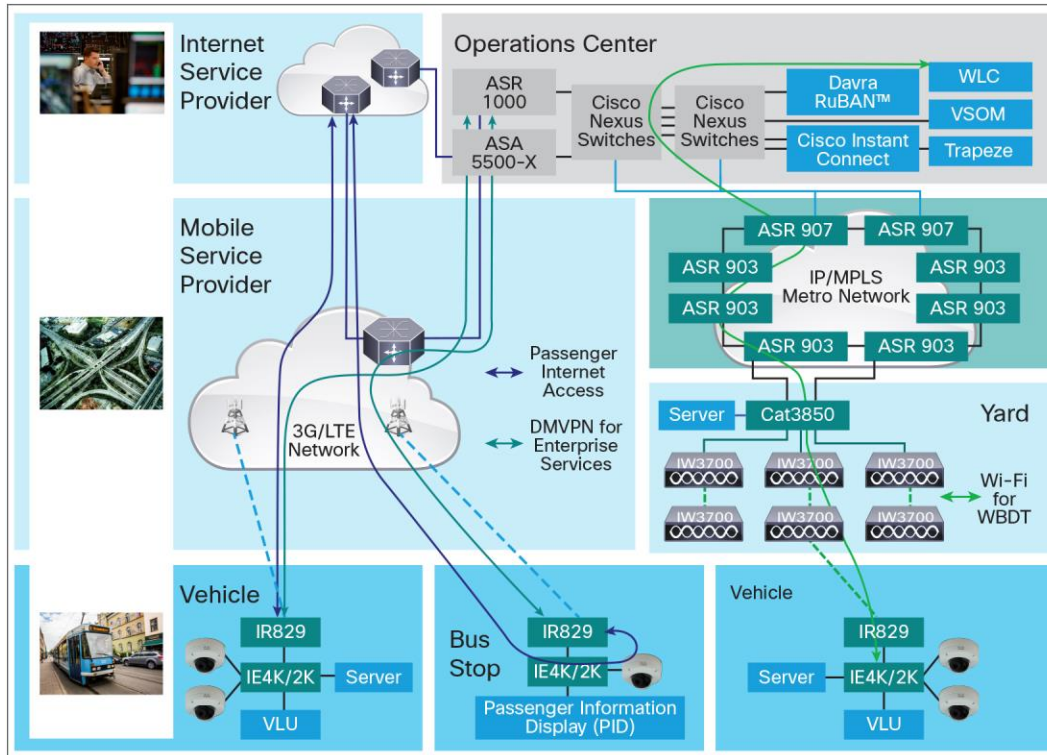 Internet
Service
Provider
Operations Center
ASR
1000
ASA
5500-X
Cisco
Nexus
Switches
Cisco
Nexus
Switches
Davra
RuBAN™
Cisco Instant
Connect
WLC
VSOM
Trapeze
Mobile
Service
Provider
3G/LTE
Network
Passenger
Internet
Access
DMVPN for
Enterprise
Services
ASR 907
ASR 907
ASR 903
ASR 903
IP/MPLS
Metro Network
ASR 903
ASR 903
ASR 903
ASR 903
Server
Cat3850
Yard
IW3700
IW3700
IW3700
IW3700
IW3700
IW3700
Wi-Fi
for
WBDT
Vehicle
IR829
IE4K/2K
Server
VLU
Bus
Stop
IR829
IE4K/2K
Passenger Information
Display (PID)
Vehicle
IR829
Server
IE4K/2K
VLU